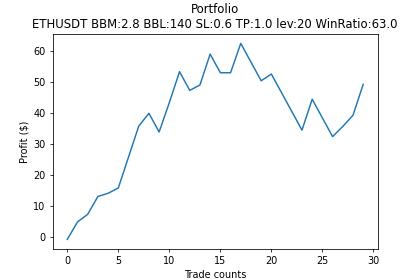 Portfolio
ETHUSDT BBM:2.8 BBL:140 SL:0.6 TP:1.0 lev:20 WinRatio:63.0
60
50
40
30
20
10
0
Profit ($)
0 5 10 15 20 25 30
Trade counts